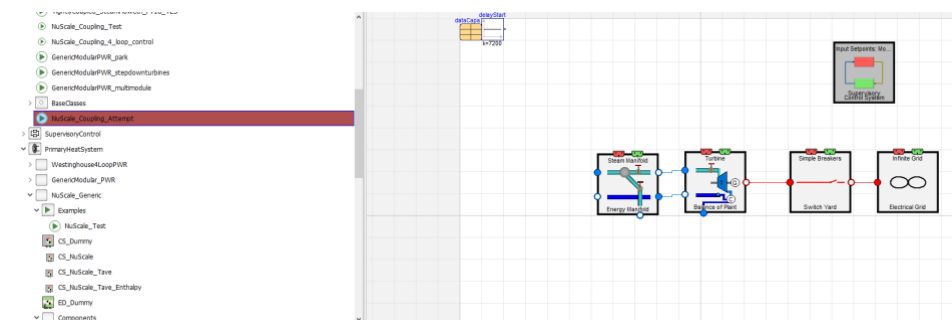 NuScale_Coupling_Test
NuScale_Coupling_4_loop_control
GenericModularPWR_park
GenericModularPWR_stepdownturbines
GenericModularPWR_multimodule
BaseClasses
NuScale_Coupling_Attempt
SupervisoryControl
PrimaryHeatSystem
Westinghouse4LoopPWR
GenericModular_PWR
NuScale_Generic
Examples
NuScale_Test
CS_Dummy
CS_NuScale
CS_NuScale_Tave
CS_NuScale_Tave_Enthalpy
ED_Dummy
Components
delayStart
dataCapa
k=7200
Input Setpoints: Mo...
Supervisory
Control System
Steam Manifold
Energy Manifold
Turbine
G
Balance of Plant
Simple Breakers
Switch Yard
Infinite Grid
Electrical Grid